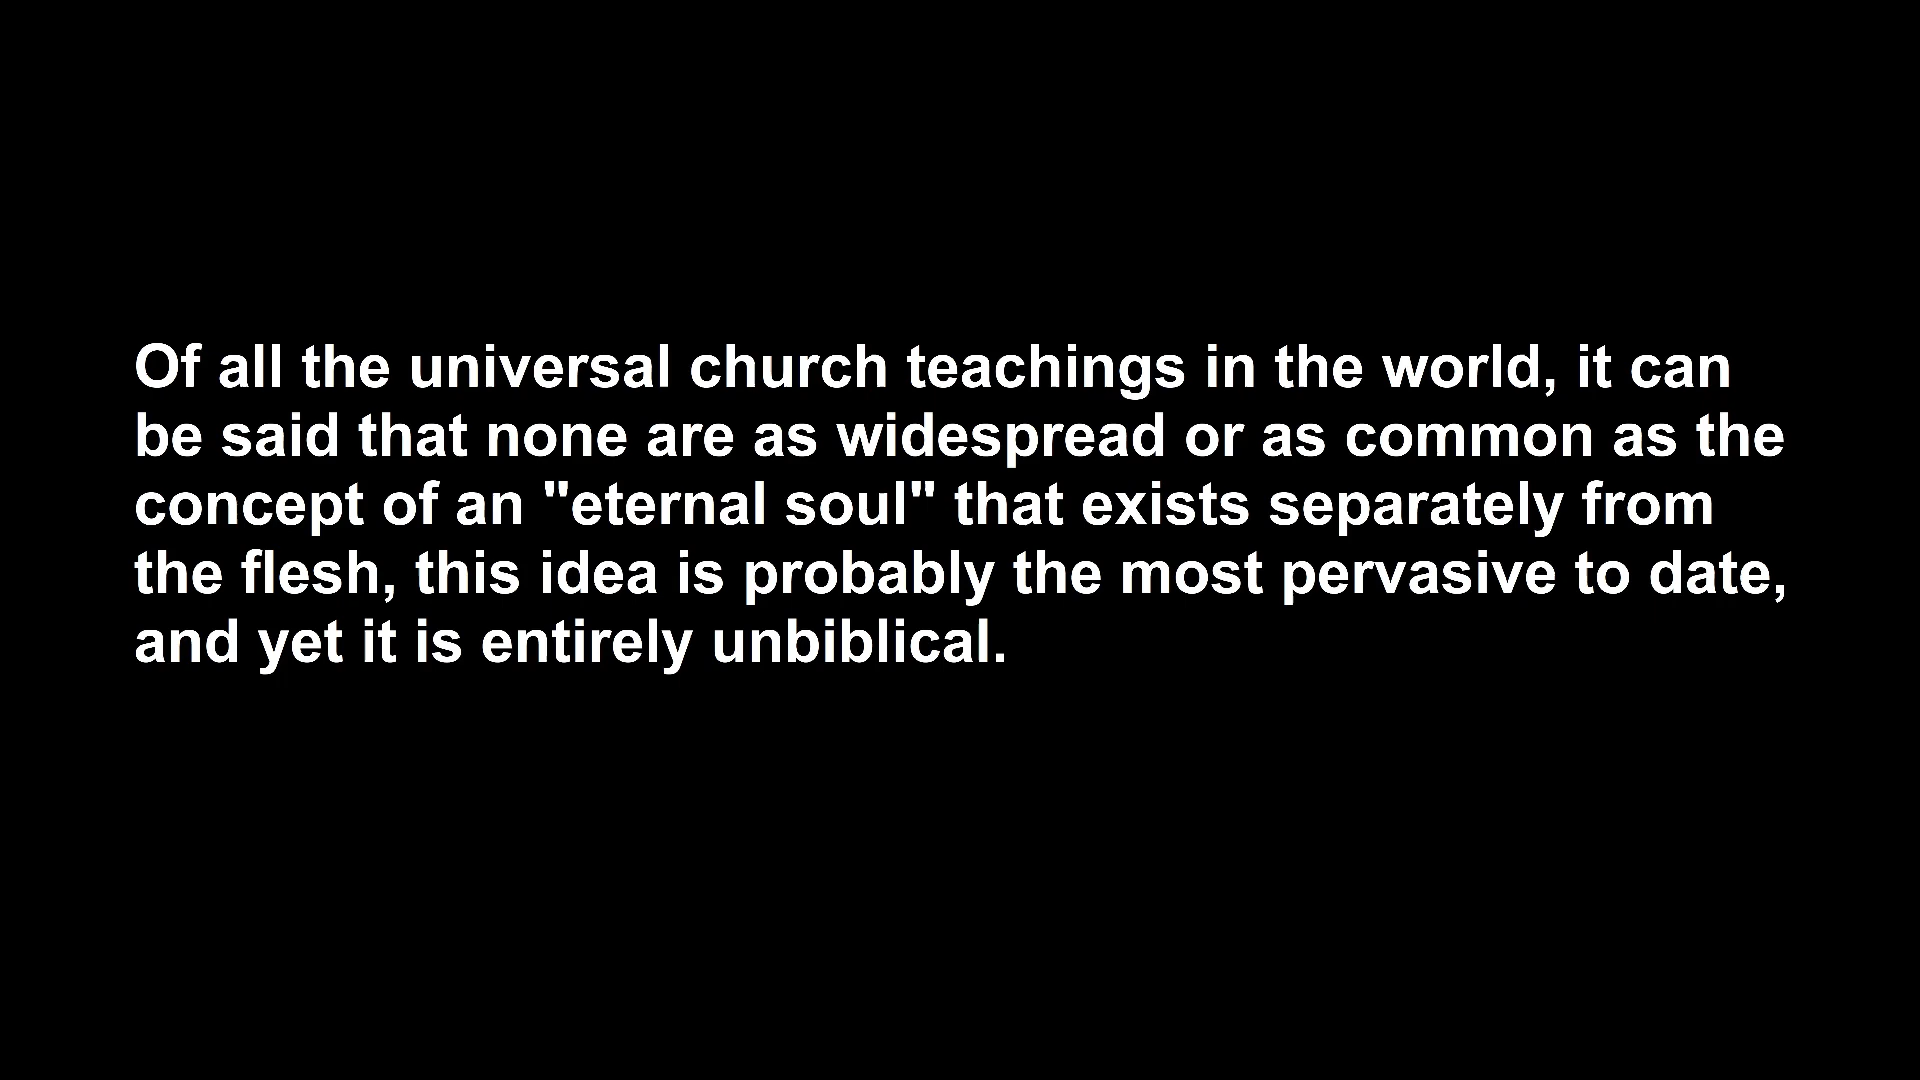 Of all the universal church teachings in the world, it can
be said that none are as widespread or as common as the
concept of an "eternal soul" that exists separately from
the flesh, this idea is probably the most pervasive to date,
and yet it is entirely unbiblical.